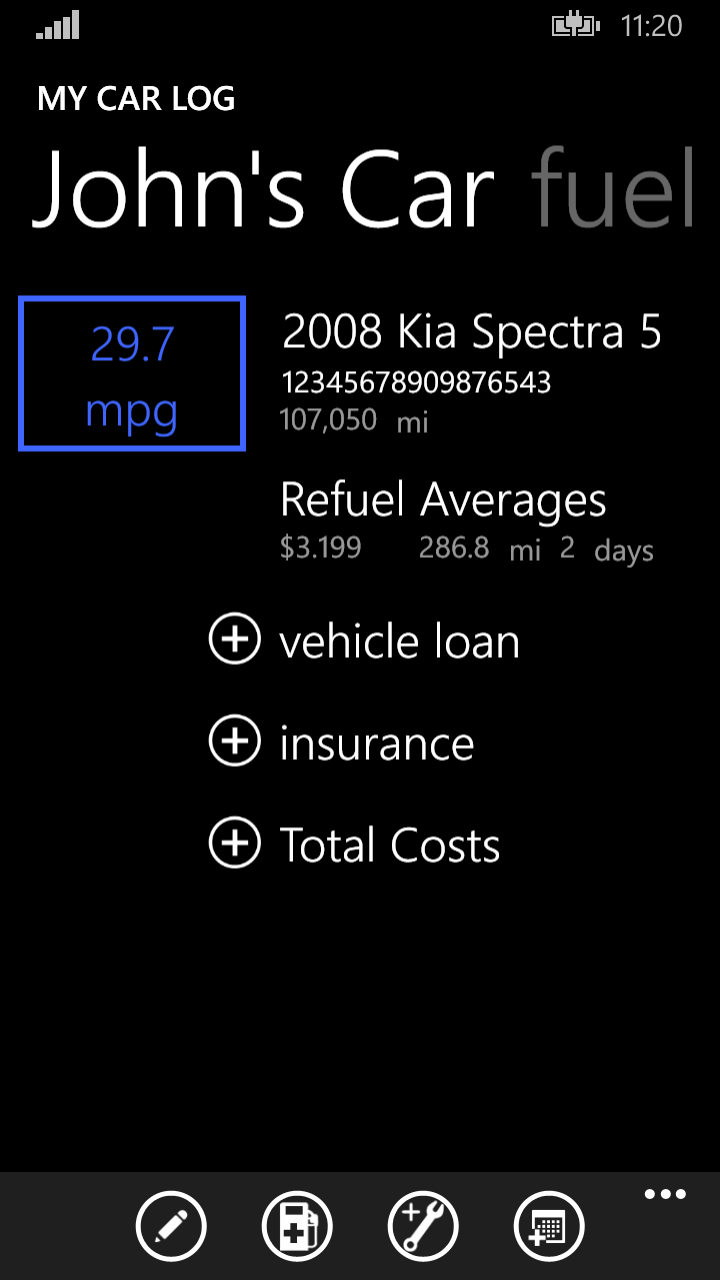 11:20
MY CAR LOG
John's Car fuel
29.7
mpg
2008 Kia Spectra 5
12345678909876543
107,050 mi
Refuel Averages
$3.199 286.8 mi 2 days
vehicle loan
insurance
Total Costs